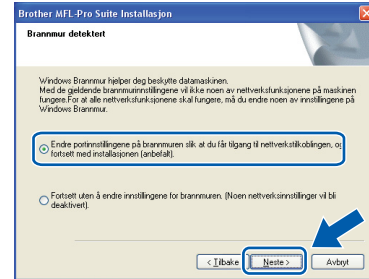 Brother MFL-Pro Suite Installasjon
Brannmur detektert
Windows Brannmur hjelper deg beskytte datamaskinen.
Med de gjeldende brannmurinnstillingene vil ikke noen av nettverksfunksjonene på maskinen
fungere.For at alle nettverksfunksjonene skal fungere, må du endre noen av innstillingene på
Windows Brannmur.
Endre portinnstillingene på brannmuren slik at du får tilgang til nettverkstilkoblingen, og
fortsett med installasjonen (anbefalt).
Fortsett uten å endre innstillingene for brannmuren. (Noen nettverksinnstillinger vil bli
deaktivert).
< Tilbake Neste > Avbryt